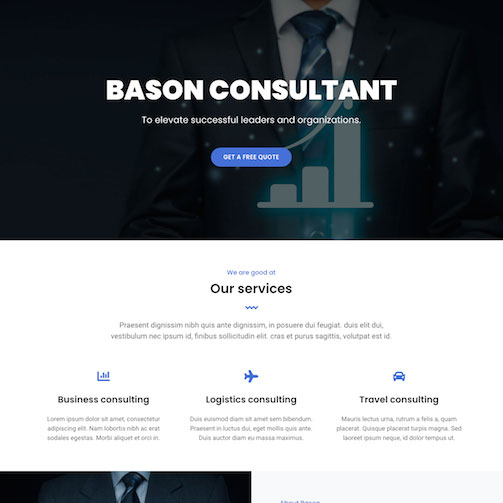 BASON CONSULTANT
To elevate successful leaders and organizations.
GET A FREE QUOTE
We are good at
Our services
Praesent dignissim nibh quis ante dignissim, in posuere dui feugiat. duis elit dui,
vestibulum nec ipsum id, finibus sollicitudin elit. cras et purus sagittis, volutpat est id.
Business consulting
Lorem ipsum dolor sit amet, consectetur
adipiscing elit. Nam lobortis nibh ac erat
sodales egestas. Morbi aliquet et orci in.
Logistics consulting
Duis euismod diam sit amet sem bibendum.
Praesent luctus in lectus eget mollis quis ante.
Duis auctor diam eu massa maximus.
Travel consulting
Mauris lectus urna, rutrum a felis a, quam
placerat. Quisque placerat turpis magna. Sed
laoreet ipsum neque, id dolor tempus ut.
About Bason